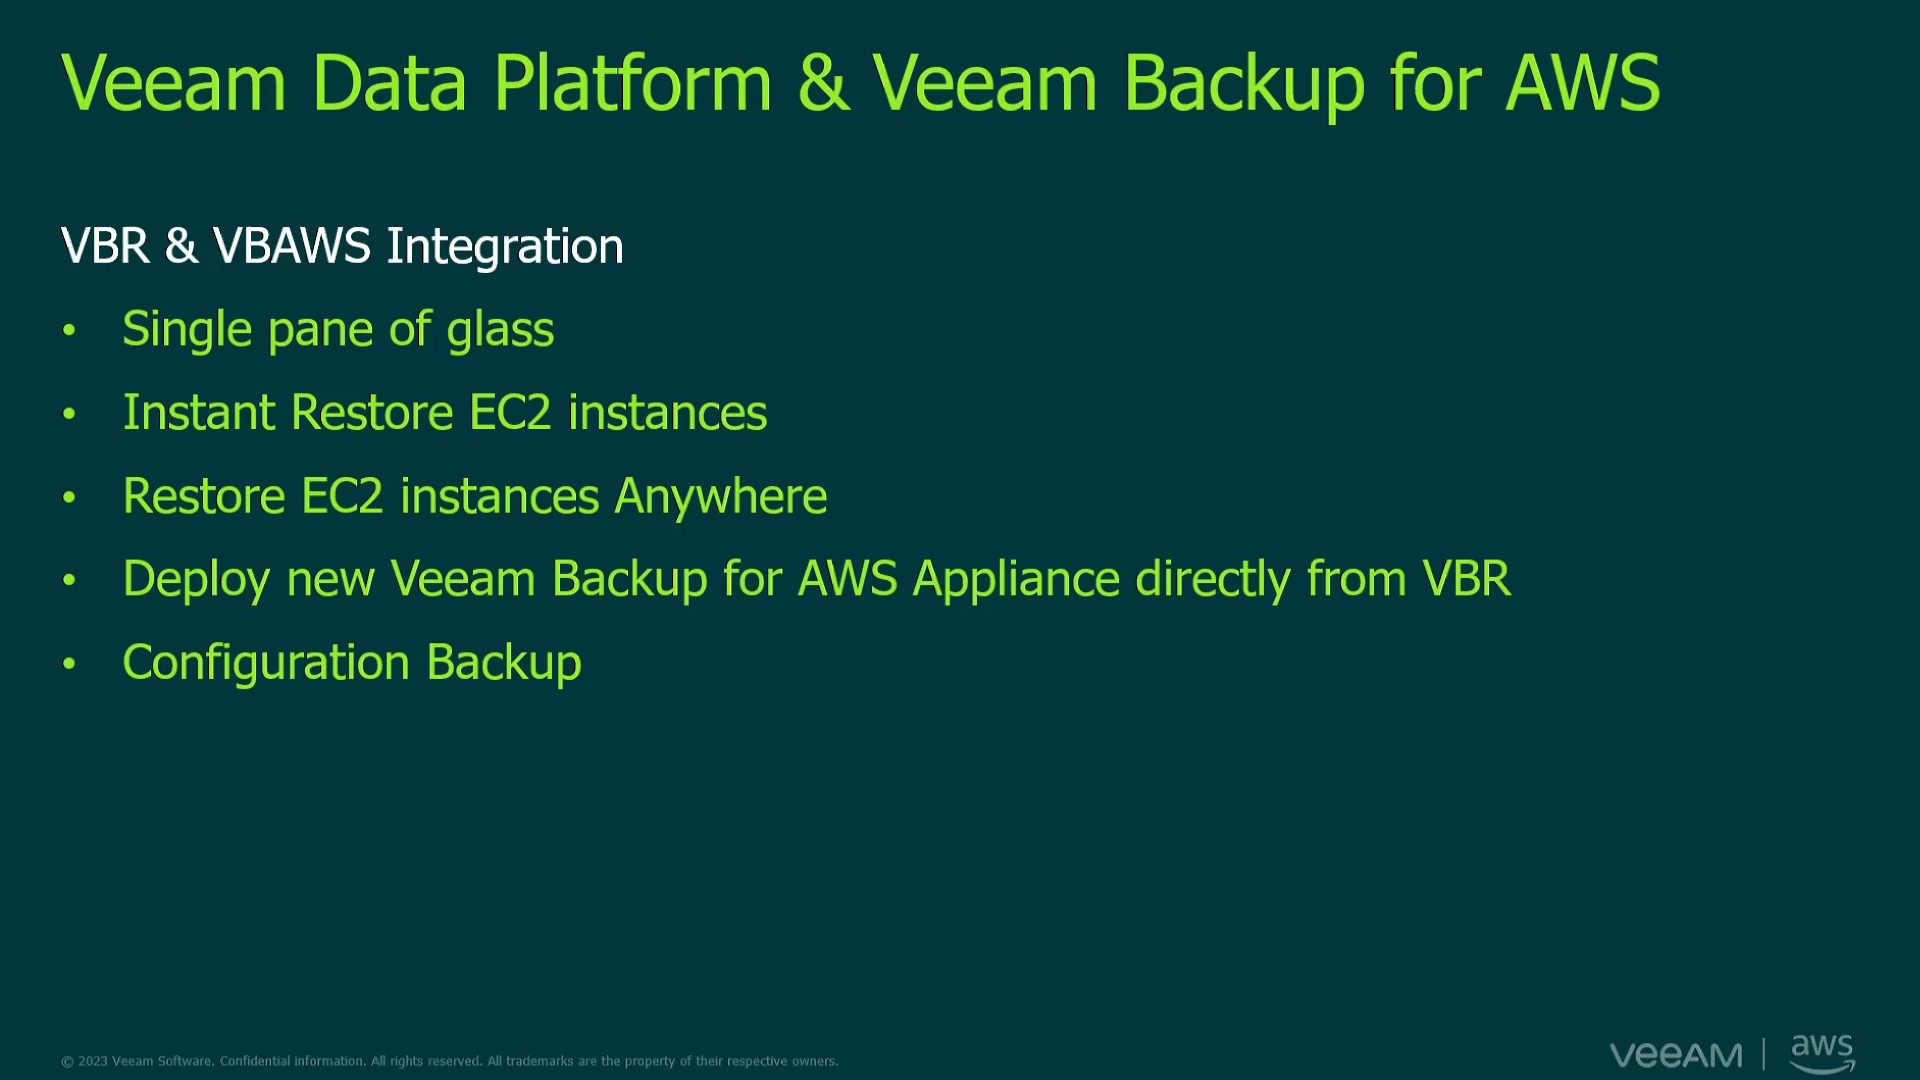 Veeam Data Platform & Veeam Backup for AWS
VBR & VBAWS Integration
• Single pane of glass
• Instant Restore EC2 instances
• Restore EC2 instances Anywhere
• Deploy new Veeam Backup for AWS Appliance directly from VBR
• Configuration Backup
© 2023 Veeam Software. Confidential information. All rights reserved. All trademarks are the property of their respective owners.
veeAM | aws